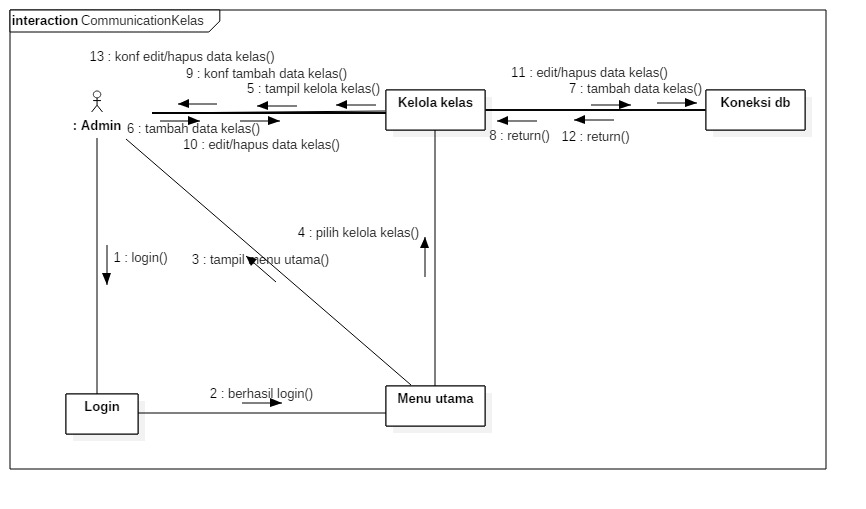 interaction CommunicationKelas
13 : konf edit/hapus data kelas()
9 : konf tambah data kelas()
11 : edit/hapus data kelas()
5 : tampil kelola kelas()
7 : tambah data kelas()
Kelola kelas
Koneksi db
: Admin
6 : tambah data kelas()
8 : return()
12 : return()
10 : edit/hapus data kelas()
4 : pilih kelola kelas()
1 : login()
3 : tampil menu utama()
2 : berhasil login()
Login
Menu utama